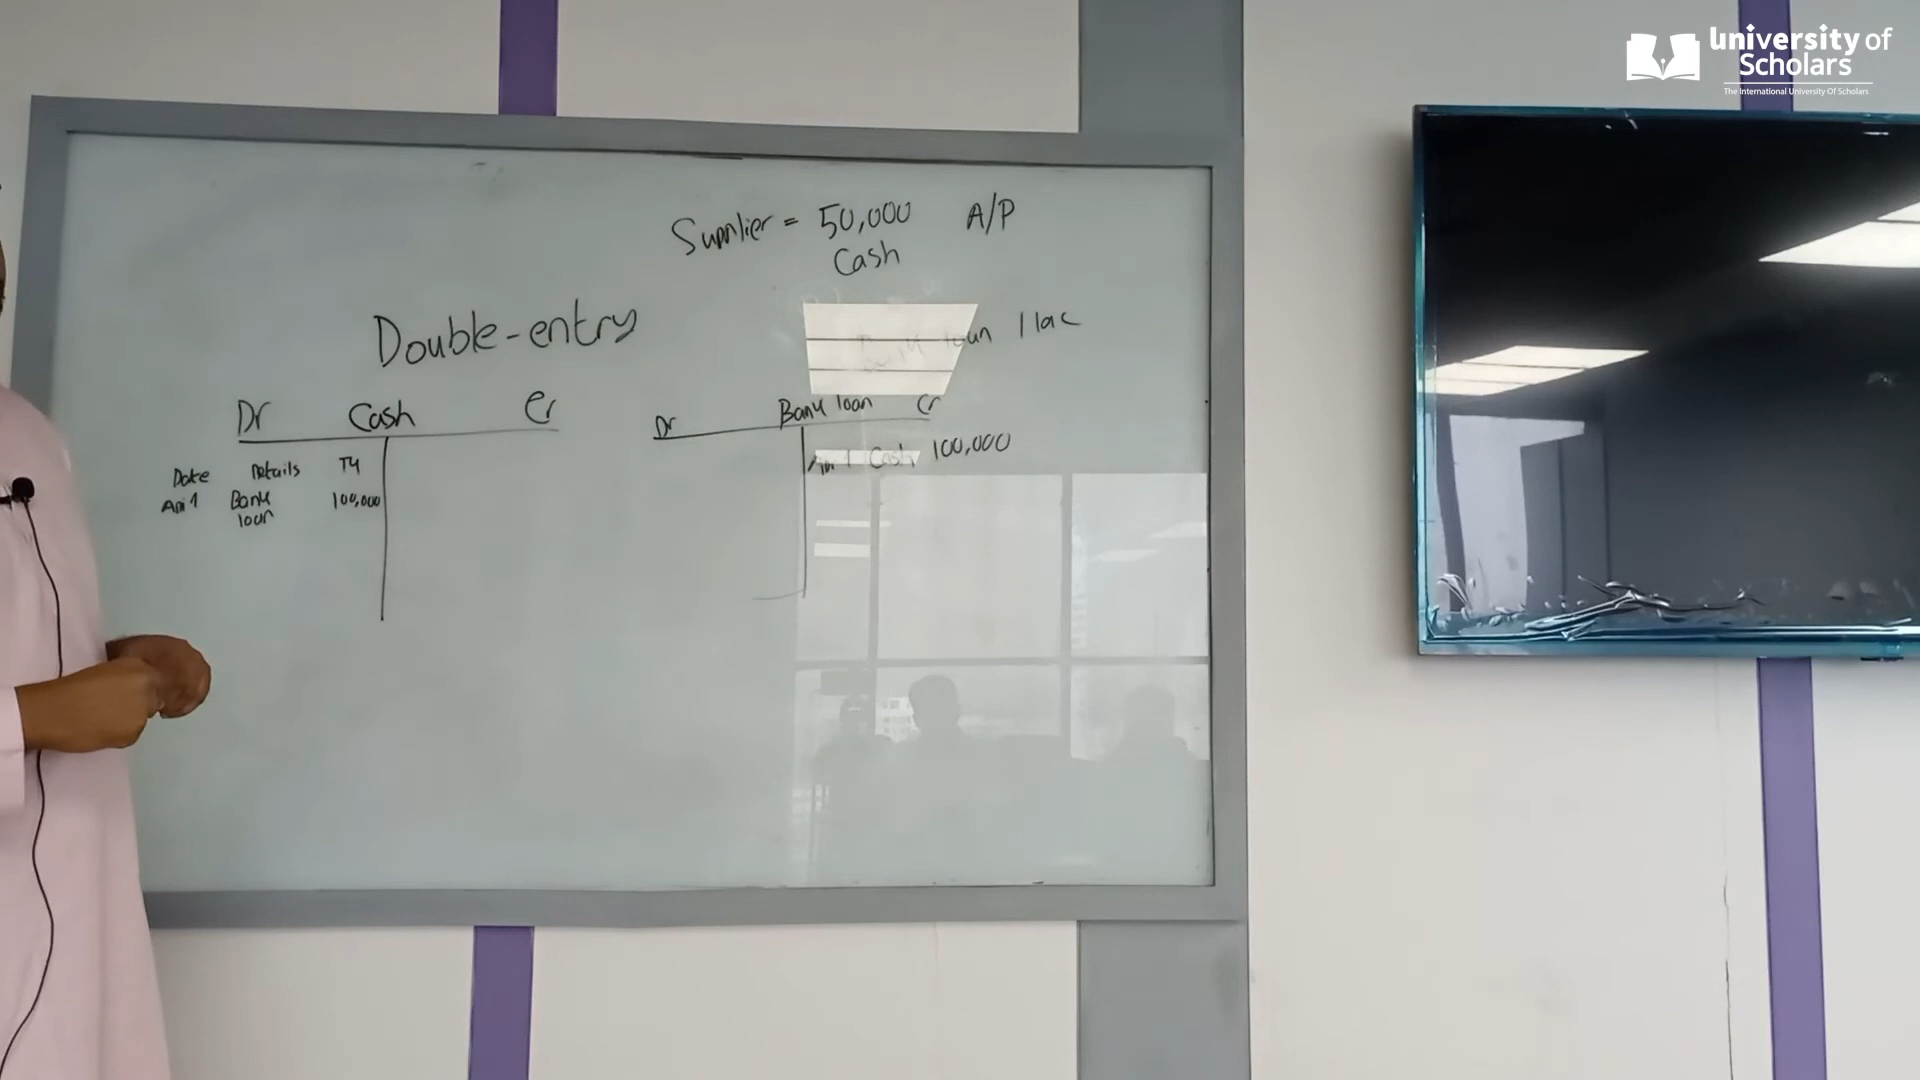 University of
Scholars
The International University Of Scholars
Supplier = 50,000 A/P
Cash
Double-entry
Bank loan 1 lac
Dr Cash Cr
Date Details Tk
Bank 100,000
loan
Dr Bank loan Cr
Cash 100,000